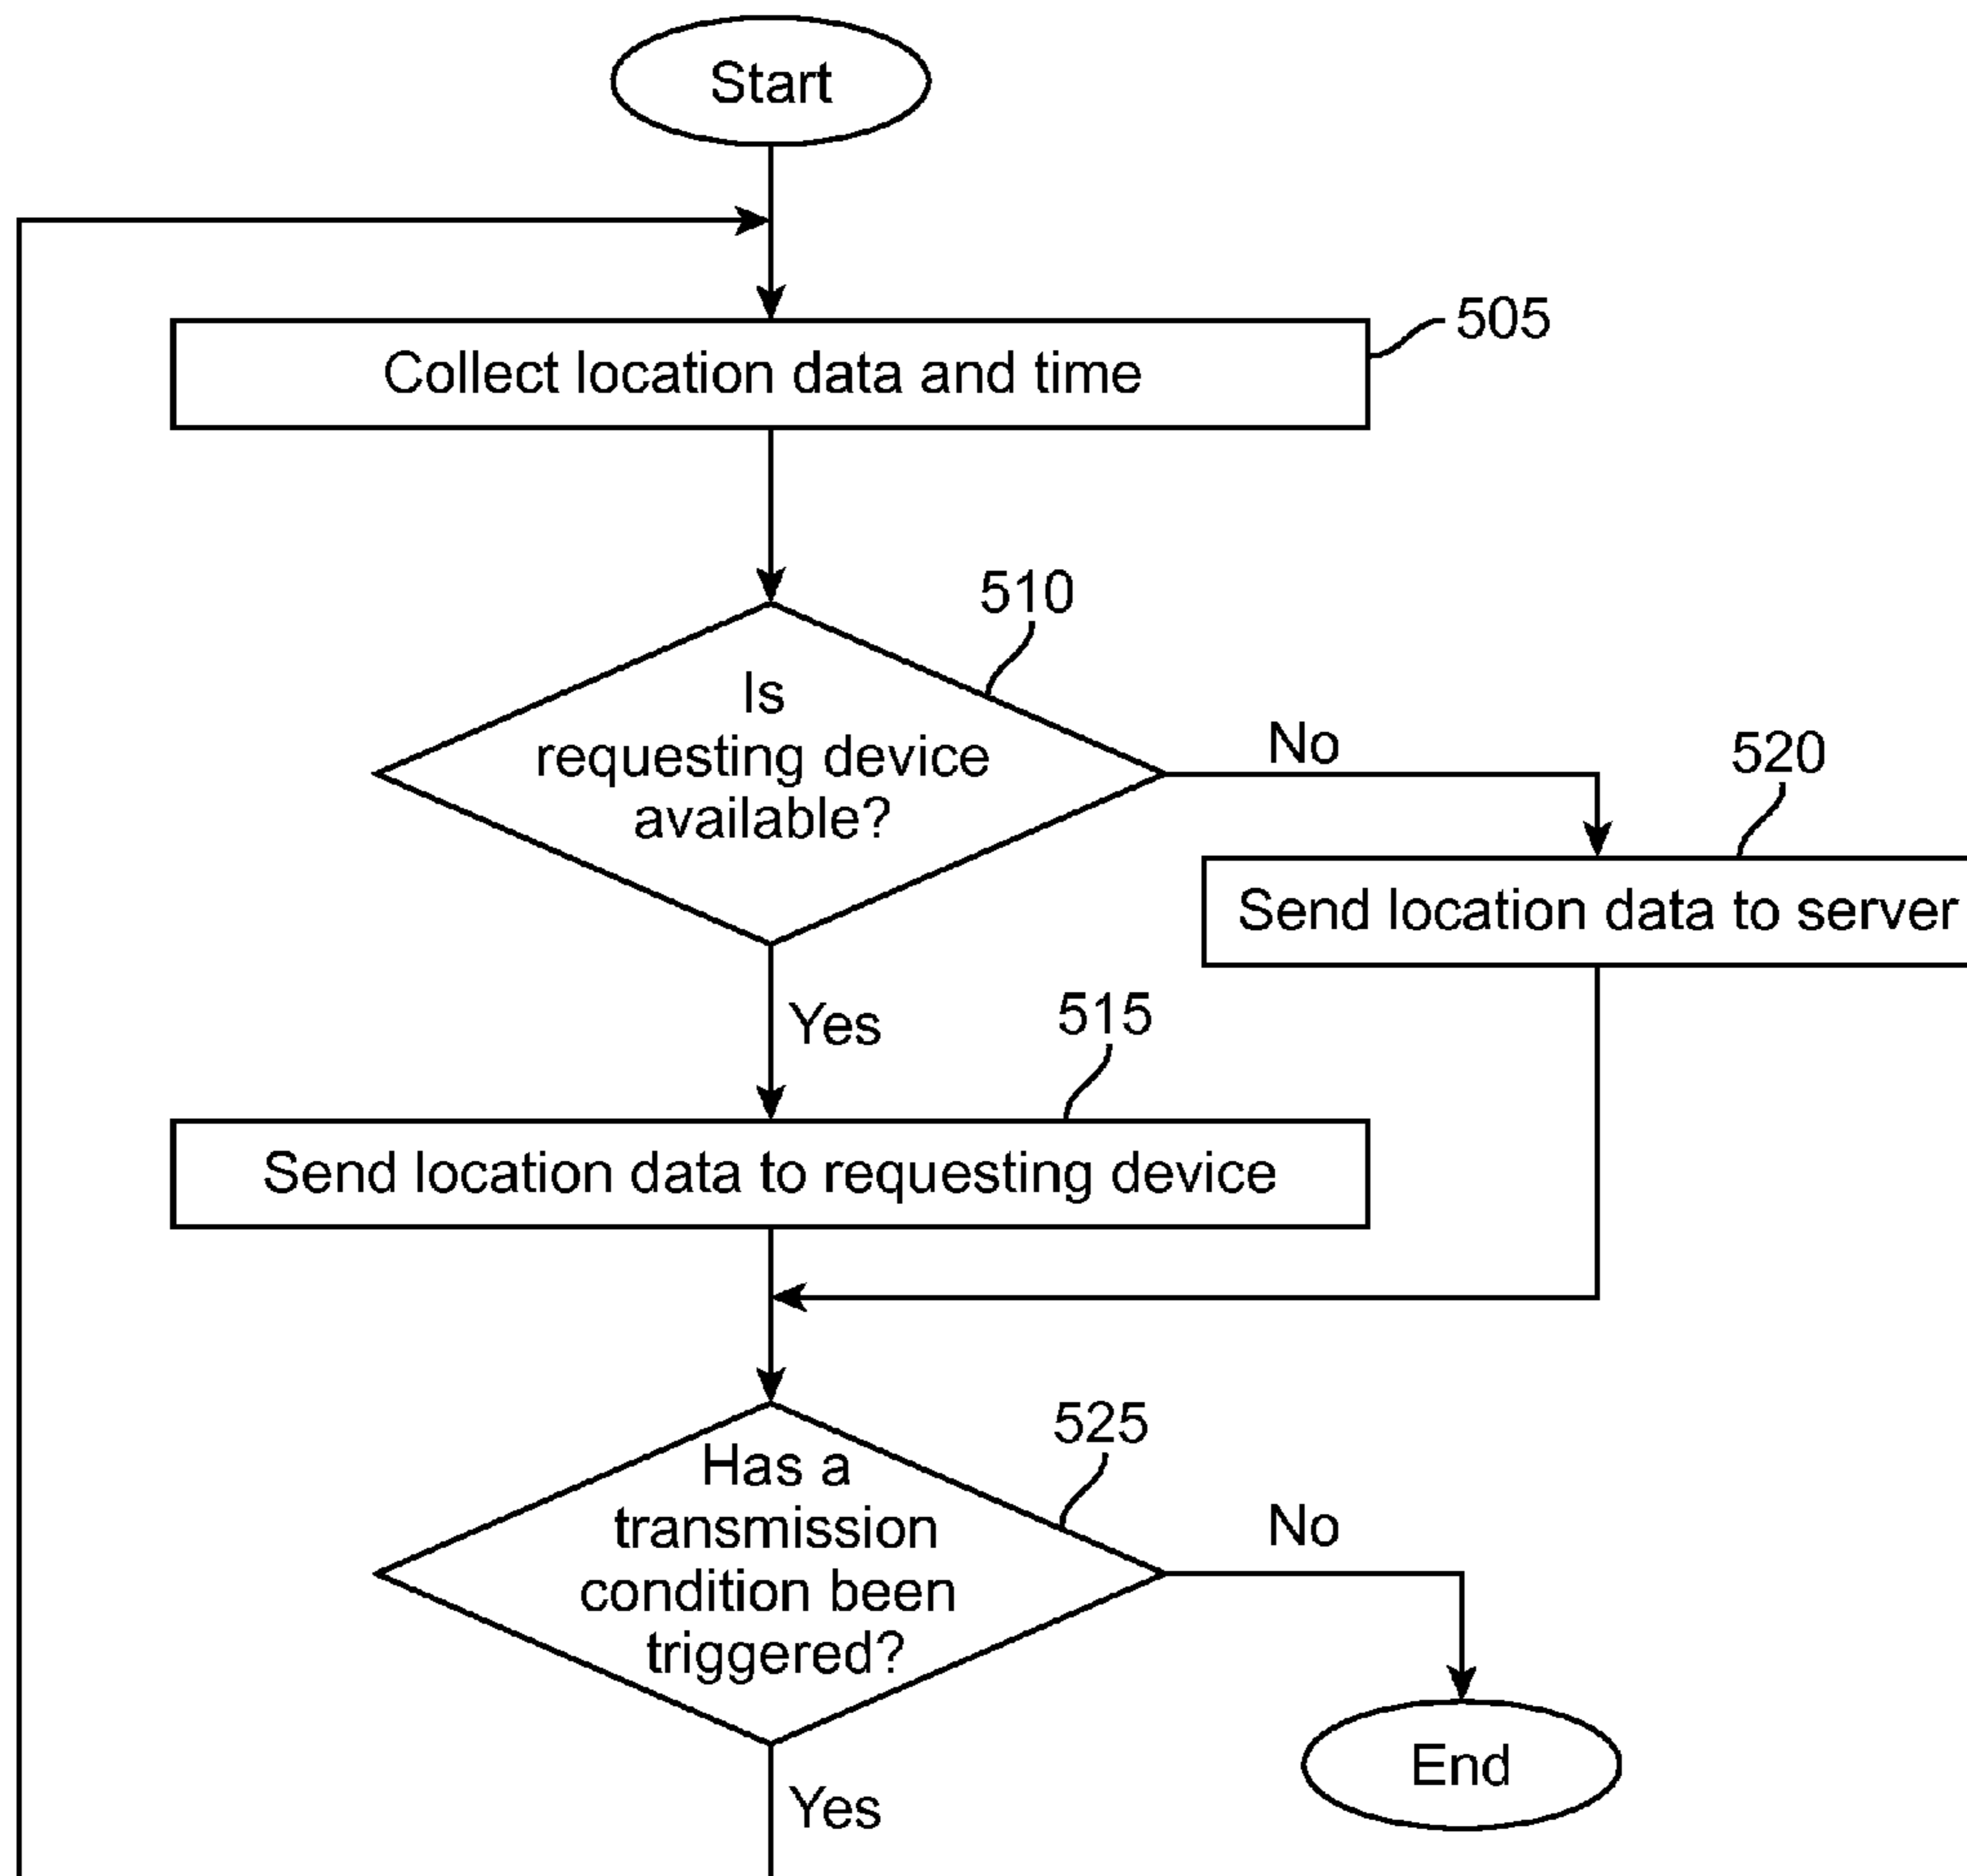 Start
505
Collect location data and time
510
Is
requesting device
available?
No
520
Send location data to server
Yes
515
Send location data to requesting device
525
Has a
transmission
condition been
triggered?
No
End
Yes